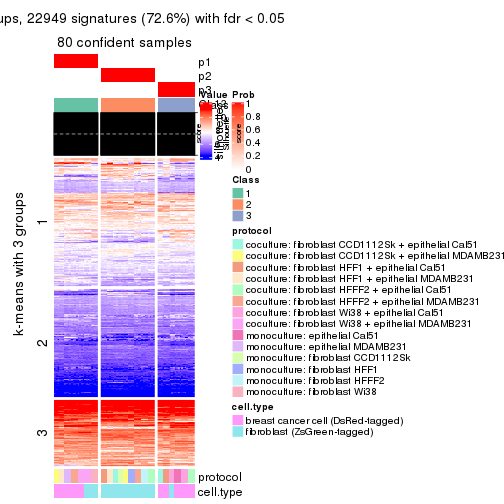 ups, 22949 signatures (72.6%) with fdr < 0.05
80 confident samples
p1
p2
p3
Class
Value
Prob
1
0.8
0.6
0.4
0.2
0
Silhouette
score
Class
1
2
3
k-means with 3 groups
1
2
3
protocol
coculture: fibroblast CCD1112Sk + epithelial Cal51
coculture: fibroblast CCD1112Sk + epithelial MDAMB231
coculture: fibroblast HFF1 + epithelial Cal51
coculture: fibroblast HFF1 + epithelial MDAMB231
coculture: fibroblast HFFF2 + epithelial Cal51
coculture: fibroblast HFFF2 + epithelial MDAMB231
coculture: fibroblast Wi38 + epithelial Cal51
coculture: fibroblast Wi38 + epithelial MDAMB231
monoculture: epithelial Cal51
monoculture: epithelial MDAMB231
monoculture: fibroblast CCD1112Sk
monoculture: fibroblast HFF1
monoculture: fibroblast HFFF2
monoculture: fibroblast Wi38
cell.type
breast cancer cell (DsRed-tagged)
fibroblast (ZsGreen-tagged)
protocol
cell.type